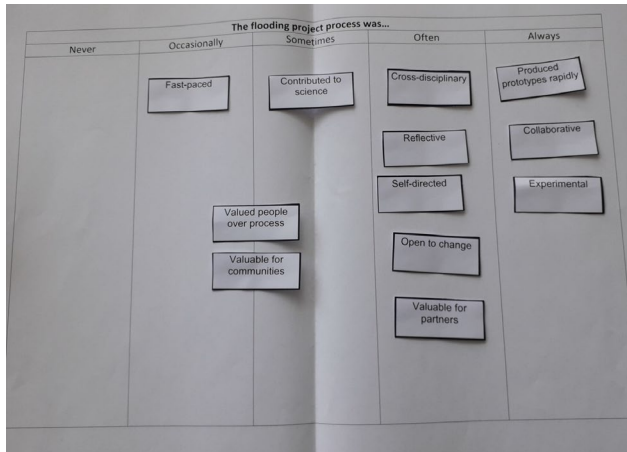 The flooding project process was...
Never
Occasionally
Sometimes
Often
Always
Fast-paced
Contributed to
science
Cross-disciplinary
Produced
prototypes rapidly
Reflective
Collaborative
Self-directed
Experimental
Valued people
over process
Open to change
Valuable for
communities
Valuable for
partners